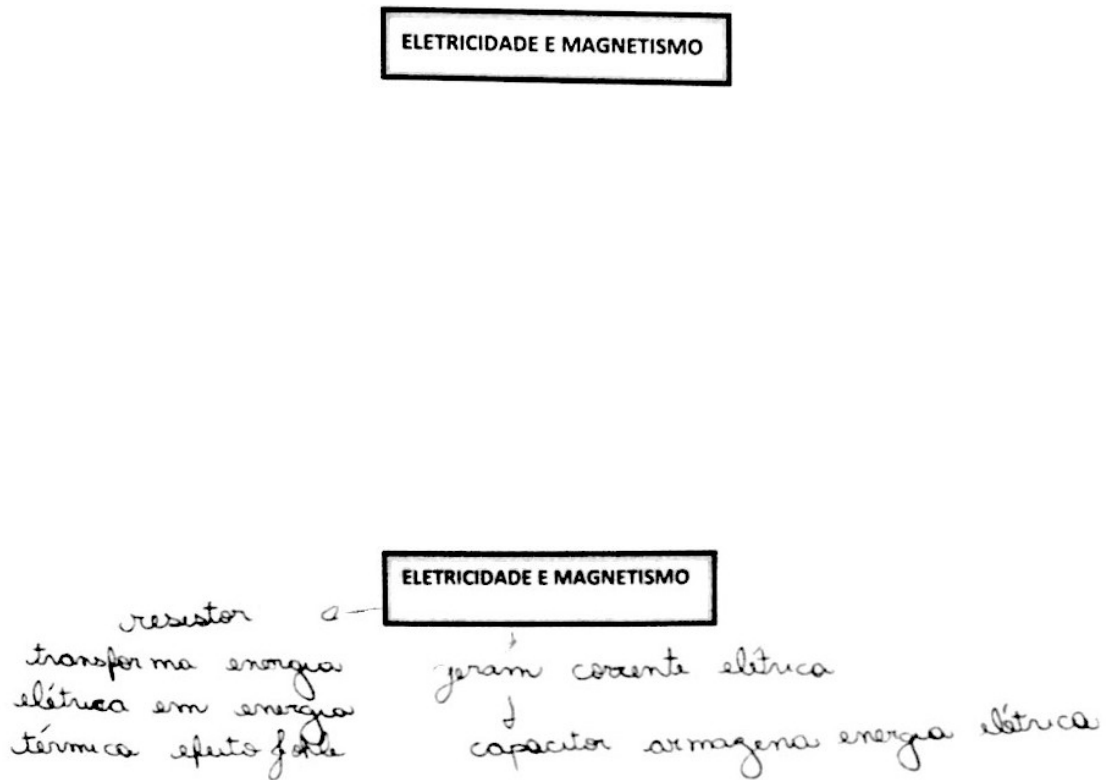 ELETRICIDADE E MAGNETISMO
ELETRICIDADE E MAGNETISMO
resistor
transforma energia
elétrica em energia
térmica efeito
geram corrente elétrica
capacitor armazena energia elétrica